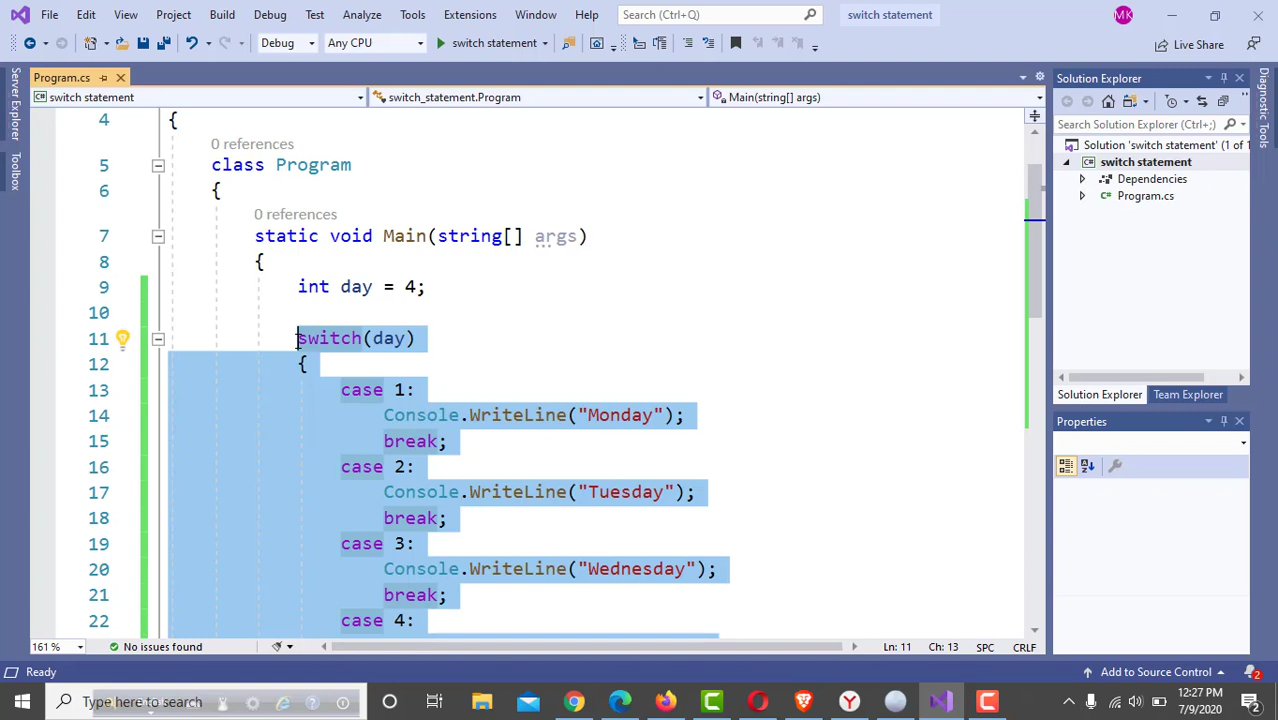 File Edit View Project Build Debug Test Analyze Tools Extensions Window Help Search (Ctrl+Q) switch statement MK
Debug Any CPU switch statement Live Share
Program.cs
switch statement switch_statement.Program Main(string[] args)
Server Explorer
Toolbox
4 {
0 references
5 class Program
6 {
0 references
7 static void Main(string[] args)
8 {
9 int day = 4;
10
11 switch(day)
12 {
13 case 1:
14 Console.WriteLine("Monday");
15 break;
16 case 2:
17 Console.WriteLine("Tuesday");
18 break;
19 case 3:
20 Console.WriteLine("Wednesday");
21 break;
22 case 4:
161 % No issues found Ln: 11 Ch: 13 SPC CRLF
Solution Explorer
Search Solution Explorer (Ctrl+;)
Solution 'switch statement' (1 of 1
switch statement
Dependencies
Program.cs
Solution Explorer Team Explorer
Properties
Diagnostic Tools
Ready Add to Source Control 2
Type here to search
12:27 PM
7/9/2020
2